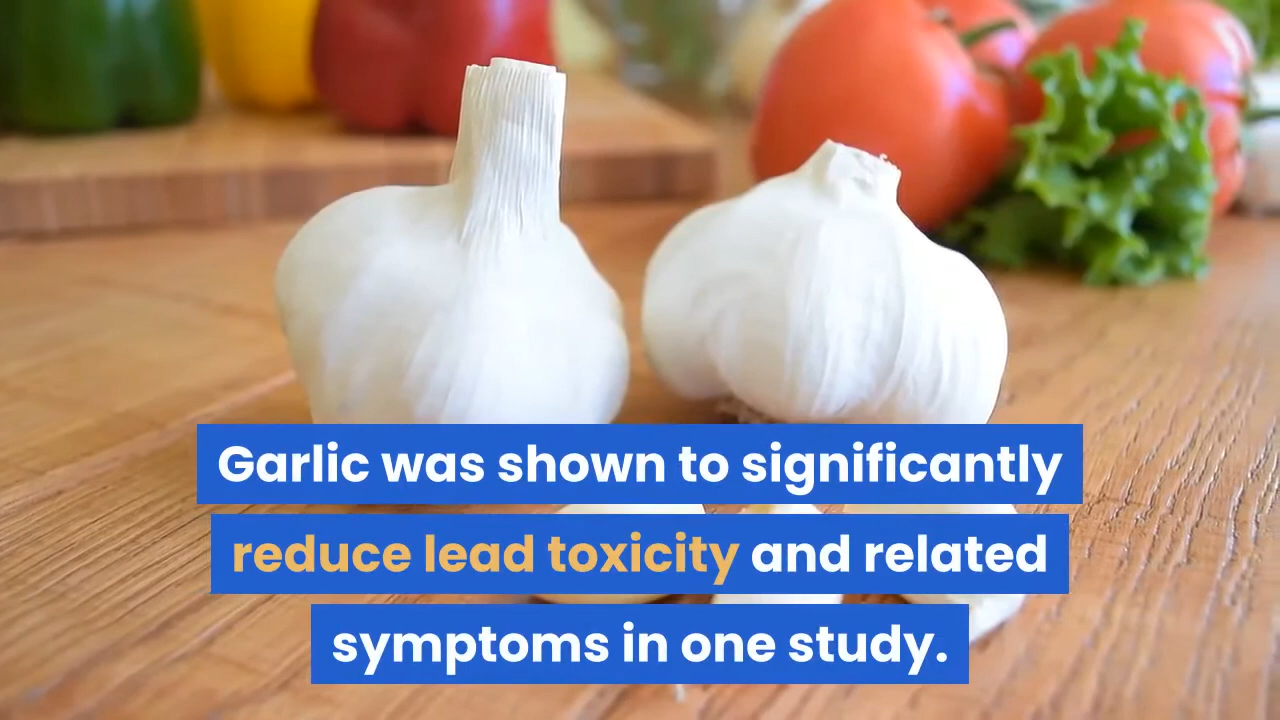 Garlic was shown to significantly
reduce lead toxicity and related
symptoms in one study.